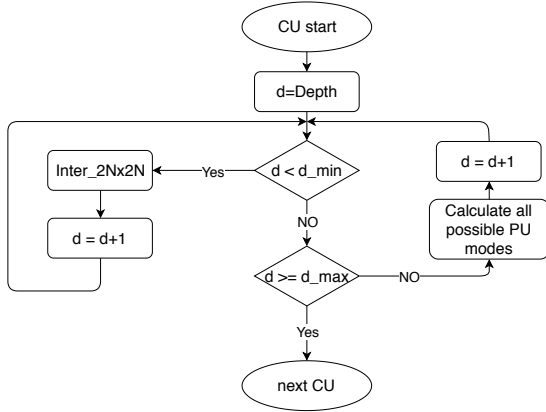 CU start
d=Depth
d < d_min
Yes
Inter_2Nx2N
d = d+1
NO
d >= d_max
NO
Calculate all
possible PU
modes
d = d+1
Yes
next CU